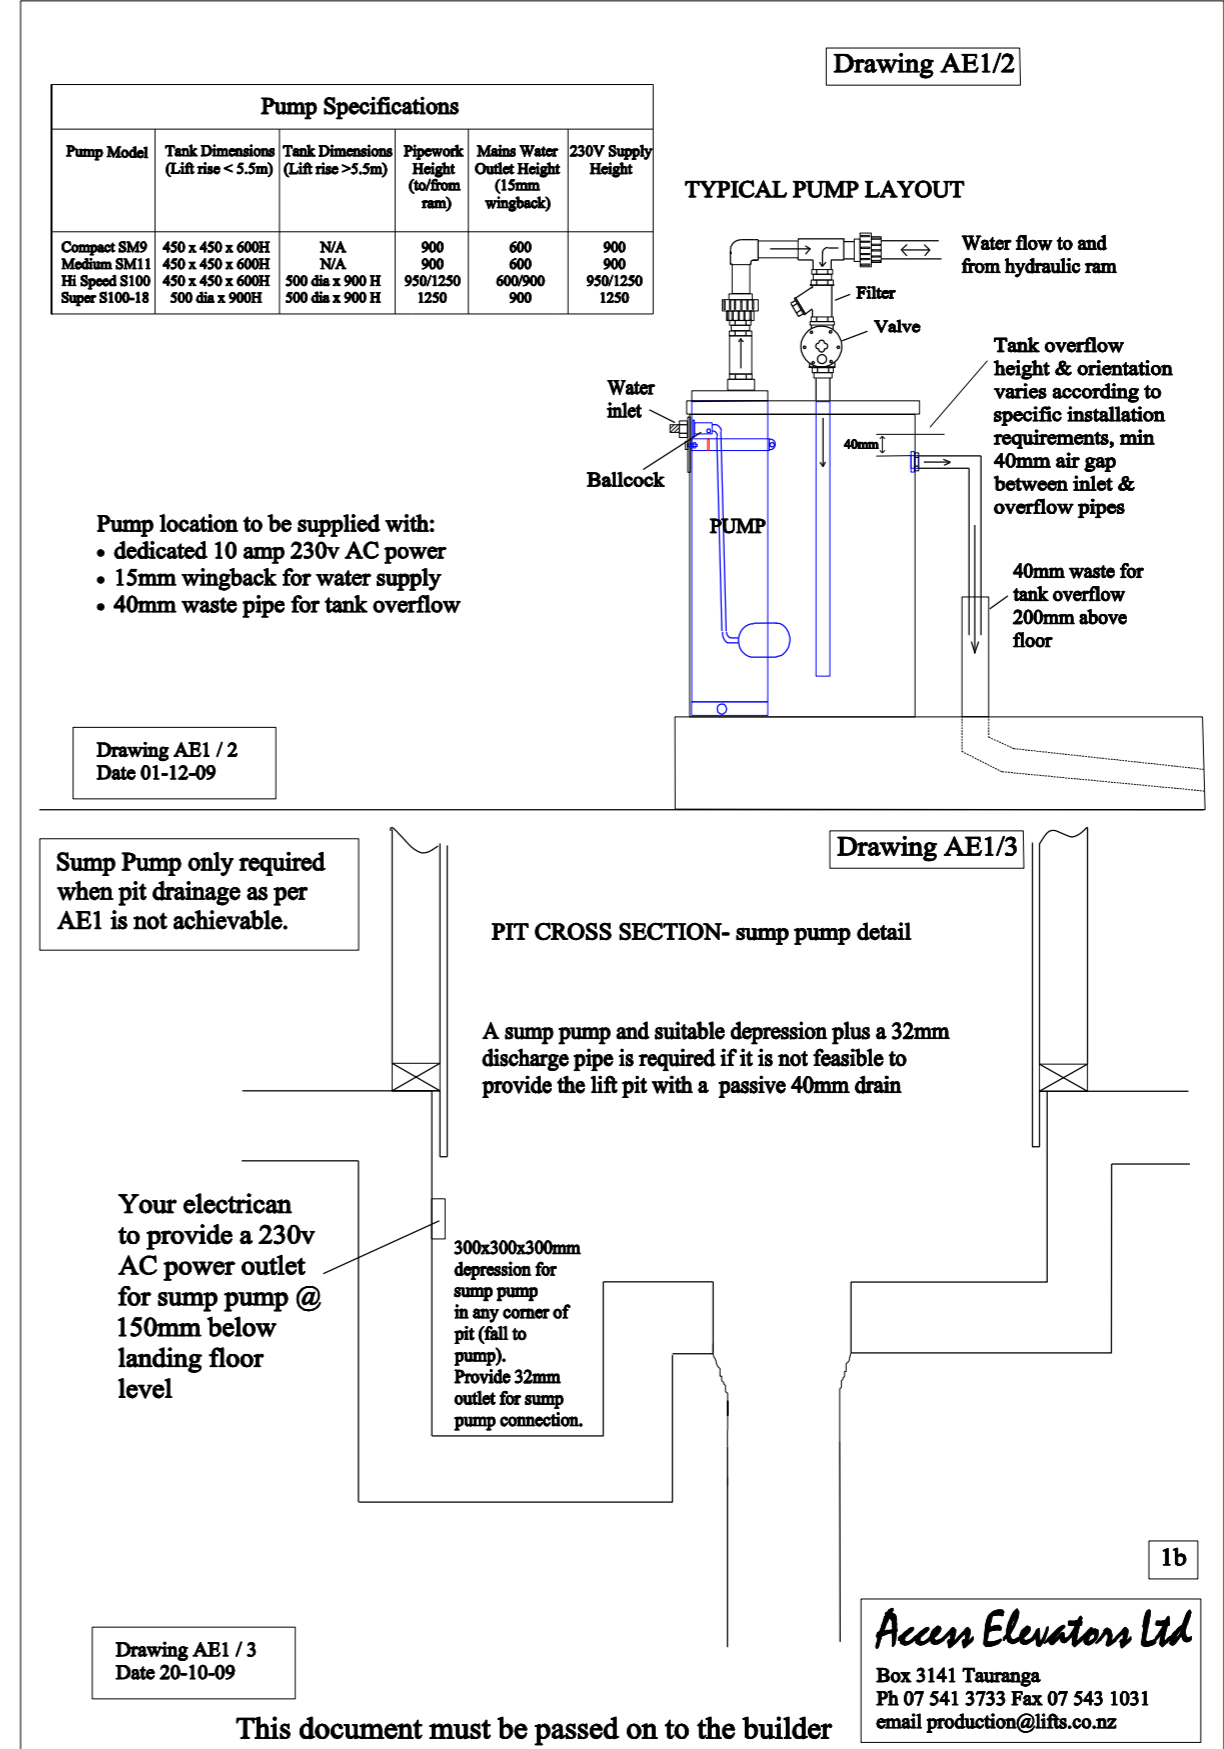 Drawing AE1/2
Pump Specifications
Pump Model
Tank Dimensions
(Lift rise < 5.5m)
Tank Dimensions
(Lift rise >5.5m)
Pipework
Height
(to/from
ram)
Mains Water
Outlet Height
(15mm
wingback)
230V Supply
Height
Compact SM9 450 x 450 x 600H N/A 900 600 900
Medium SM11 450 x 450 x 600H N/A 900 600 900
Hi Speed S100 450 x 450 x 600H 500 dia x 900 H 950/1250 600/900 950/1250
Super S100-18 500 dia x 900H 500 dia x 900 H 1250 900 1250
TYPICAL PUMP LAYOUT
Water flow to and
from hydraulic ram
Filter
Valve
Tank overflow
height & orientation
varies according to
specific installation
requirements, min
40mm air gap
between inlet &
overflow pipes
Water
inlet
40mm
Ballcock
PUMP
Pump location to be supplied with:
• dedicated 10 amp 230v AC power
• 15mm wingback for water supply
• 40mm waste pipe for tank overflow
40mm waste for
tank overflow
200mm above
floor
Drawing AE1 / 2
Date 01-12-09
Drawing AE1/3
Sump Pump only required
when pit drainage as per
AE1 is not achievable.
PIT CROSS SECTION- sump pump detail
A sump pump and suitable depression plus a 32mm
discharge pipe is required if it is not feasible to
provide the lift pit with a passive 40mm drain
Your electrican
to provide a 230v
AC power outlet
for sump pump @
150mm below
landing floor
level
300x300x300mm
depression for
sump pump
in any corner of
pit (fall to
pump).
Provide 32mm
outlet for sump
pump connection.
1b
Drawing AE1 / 3
Date 20-10-09
Access Elevators Ltd
Box 3141 Tauranga
Ph 07 541 3733 Fax 07 543 1031
email production@lifts.co.nz
This document must be passed on to the builder